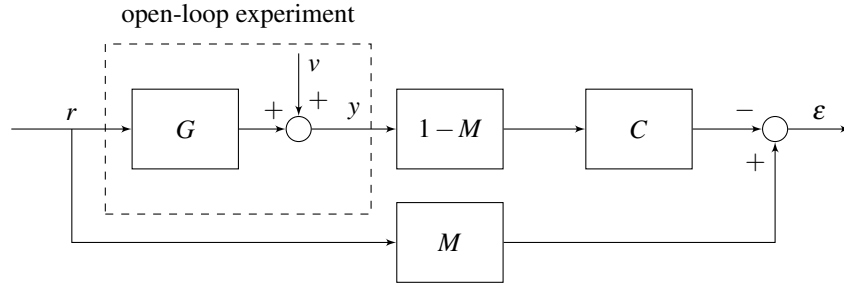 open-loop experiment
v
r
+
+
y
−
ε
G
1 − M
C
+
M